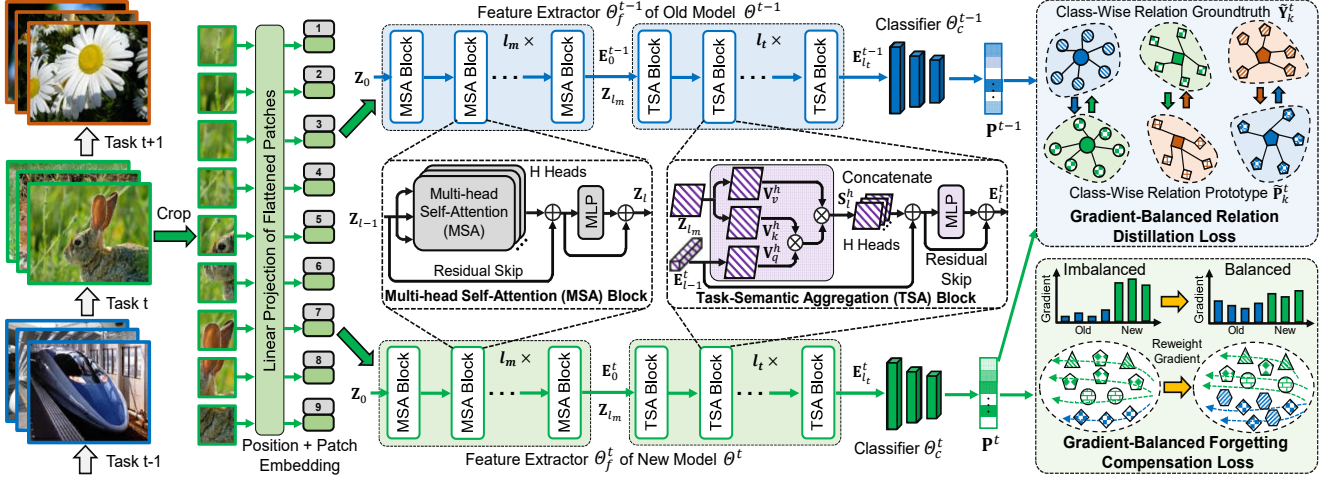 Task t+1
Task t
Task t-1
Crop
Linear Projection of Flattened Patches
1
2
3
4
5
6
7
8
9
Position + Patch
Embedding
Feature Extractor Θ_f^{t-1} of Old Model Θ^{t-1}
Z_0
MSA Block
MSA Block
l_m ×
MSA Block
E_0^{t-1}
Z_{l_m}
TSA Block
TSA Block
l_t ×
TSA Block
E_{l_t}^{t-1}
Classifier Θ_c^{t-1}
P^{t-1}
Z_{l-1}
Multi-head
Self-Attention
(MSA)
H Heads
MLP
Z_l
Residual Skip
Multi-head Self-Attention (MSA) Block
Z_{l_m}
E_{l-1}^t
V_v^h
V_k^h
V_q^h
Concatenate
S_l^h
H Heads
MLP
E_l^t
Residual
Skip
Task-Semantic Aggregation (TSA) Block
Z_0
MSA Block
MSA Block
l_m ×
MSA Block
E_0^t
Z_{l_m}
TSA Block
TSA Block
l_t ×
TSA Block
E_{l_t}^t
Classifier Θ_c^t
P^t
Feature Extractor Θ_f^t of New Model Θ^t
Class-Wise Relation Groundtruth Ỹ_k^t
Class-Wise Relation Prototype P̃_k^t
Gradient-Balanced Relation
Distillation Loss
Imbalanced
Balanced
Gradient
Old
New
Gradient
Old
New
Reweight
Gradient
Gradient-Balanced Forgetting
Compensation Loss